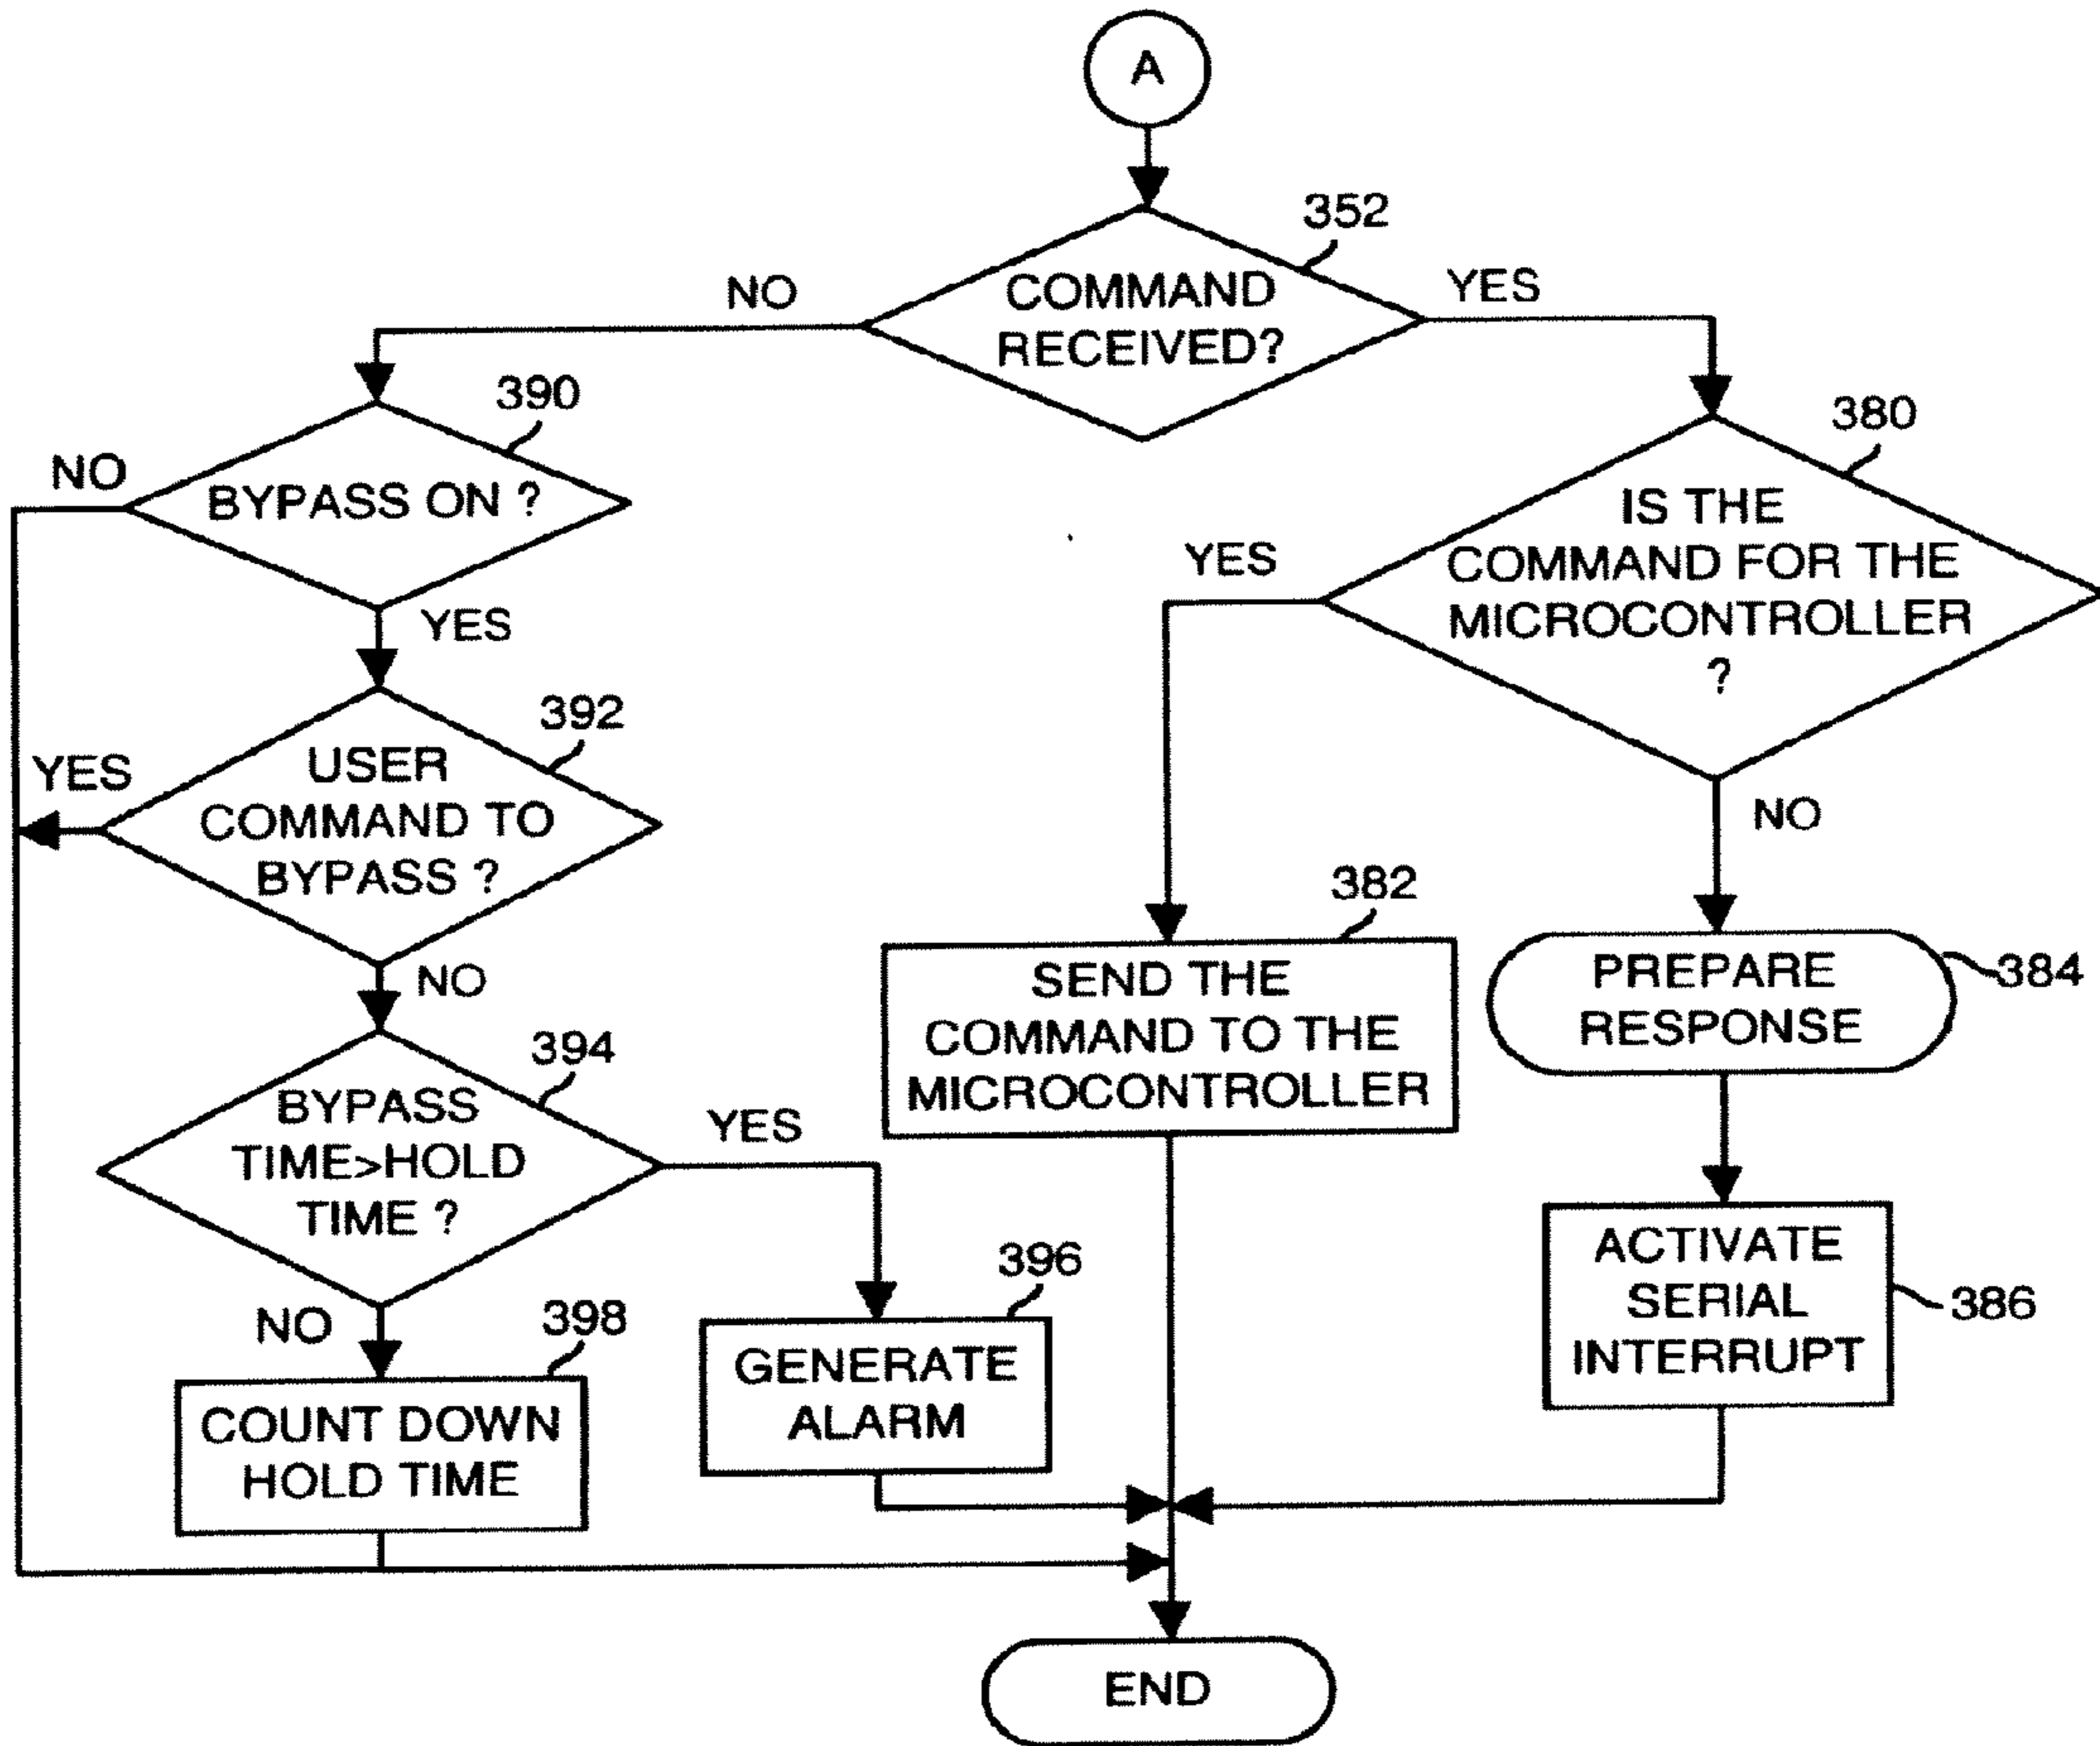 A
352
COMMAND
RECEIVED?
NO
YES
390
BYPASS ON ?
NO
YES
380
IS THE
COMMAND FOR THE
MICROCONTROLLER
?
YES
NO
392
USER
COMMAND TO
BYPASS ?
YES
NO
382
SEND THE
COMMAND TO THE
MICROCONTROLLER
384
PREPARE
RESPONSE
394
BYPASS
TIME>HOLD
TIME ?
YES
NO
386
ACTIVATE
SERIAL
INTERRUPT
396
GENERATE
ALARM
398
COUNT DOWN
HOLD TIME
END